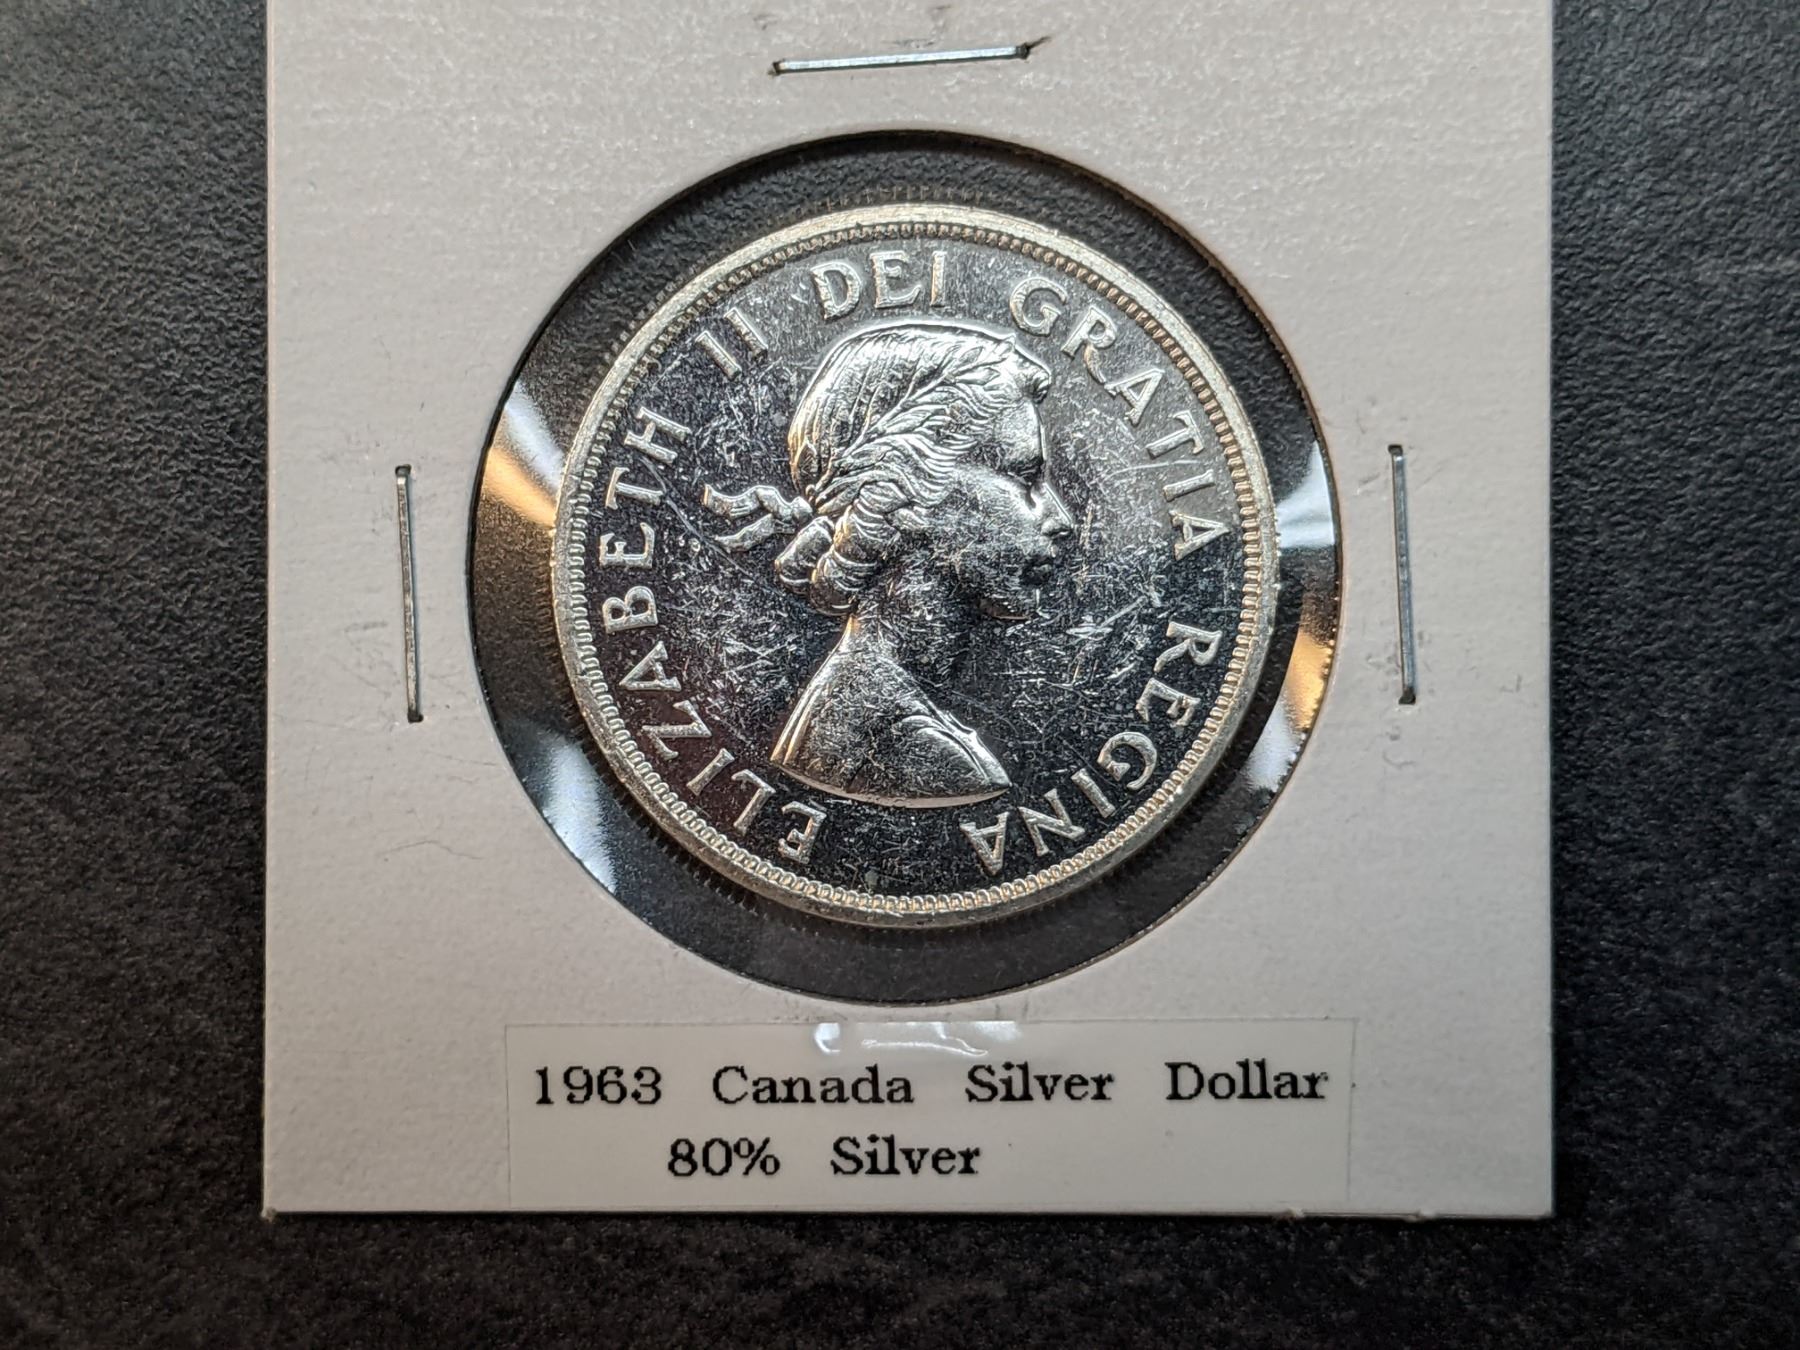 ELIZABETH II DEI GRATIA REGINA
1963 Canada Silver Dollar
80% Silver